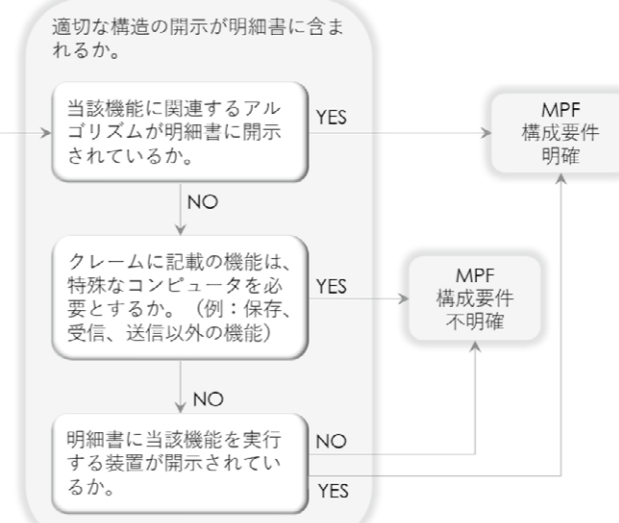 適切な構造の開示が明細書に含ま
れるか。
当該機能に関連するアル
ゴリズムが明細書に開示
されているか。
YES
MPF
構成要件
明確
NO
クレームに記載の機能は、
特殊なコンピュータを必
要とするか。（例：保存、
受信、送信以外の機能）
YES
MPF
構成要件
不明確
NO
明細書に当該機能を実行
する装置が開示されてい
るか。
NO
YES